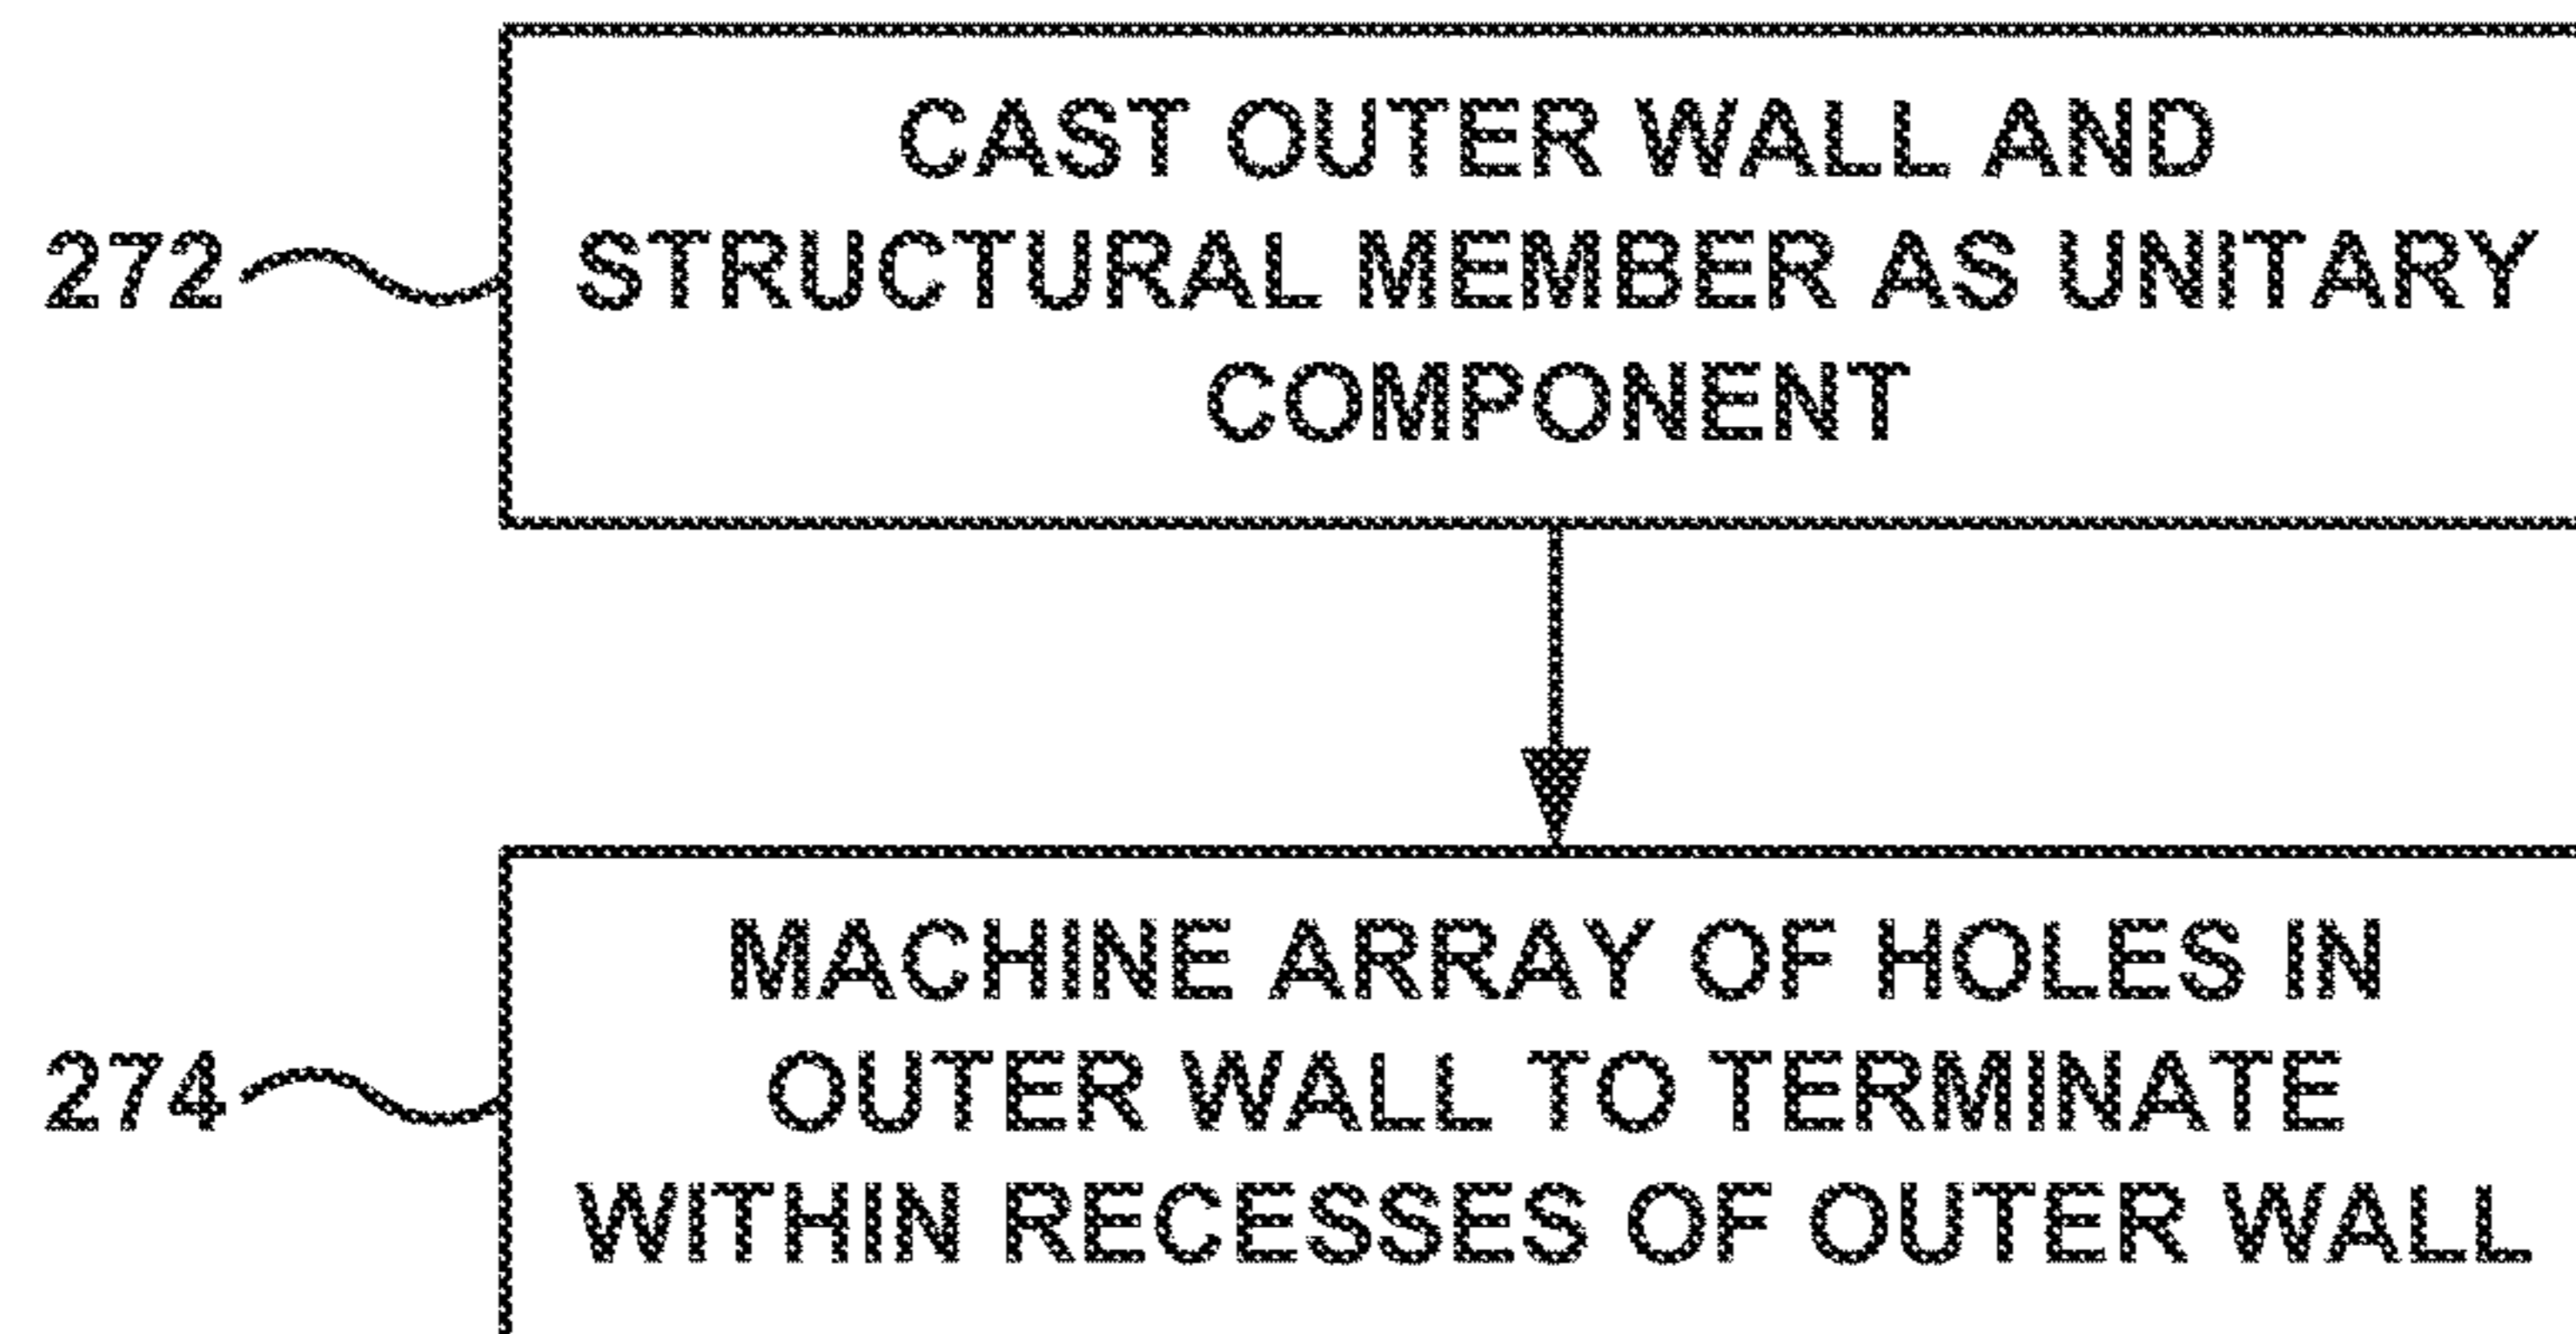 CAST OUTER WALL AND
272 STRUCTURAL MEMBER AS UNITARY
COMPONENT
MACHINE ARRAY OF HOLES IN
274 OUTER WALL TO TERMINATE
WITHIN RECESSES OF OUTER WALL